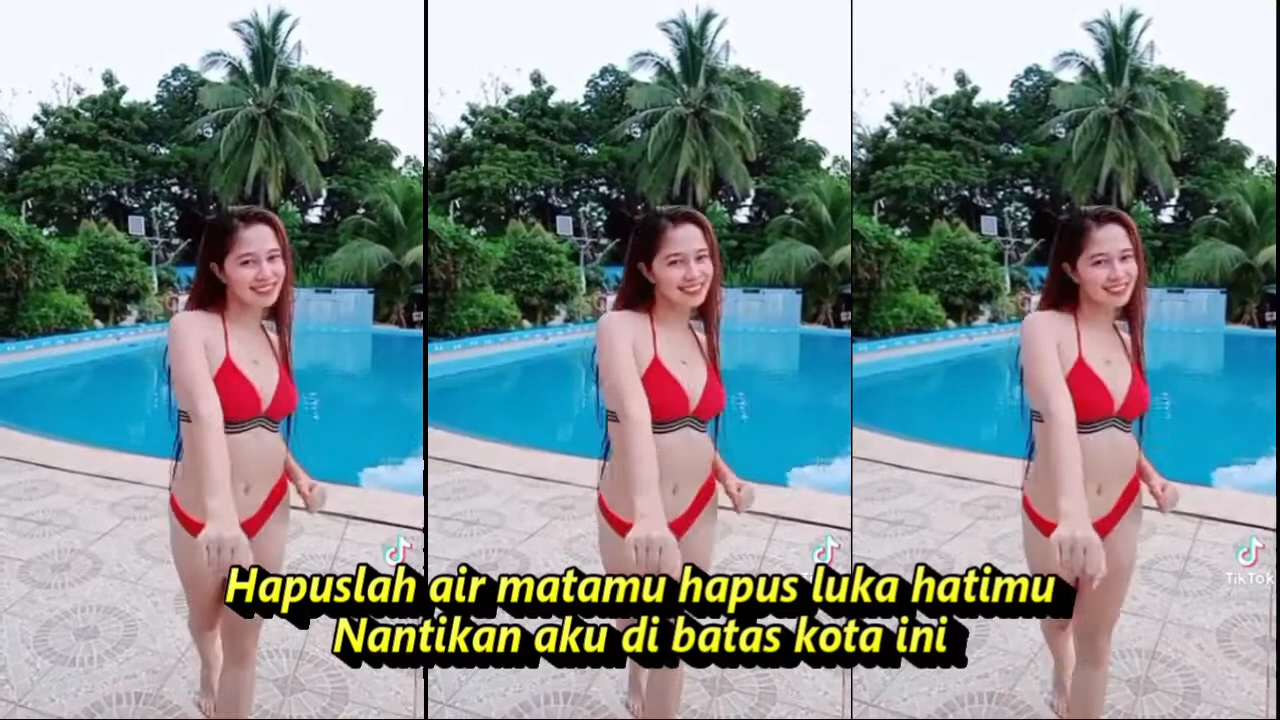 Hapuslah air matamu hapus luka hatimu
Nantikan aku di batas kota ini
TikTok